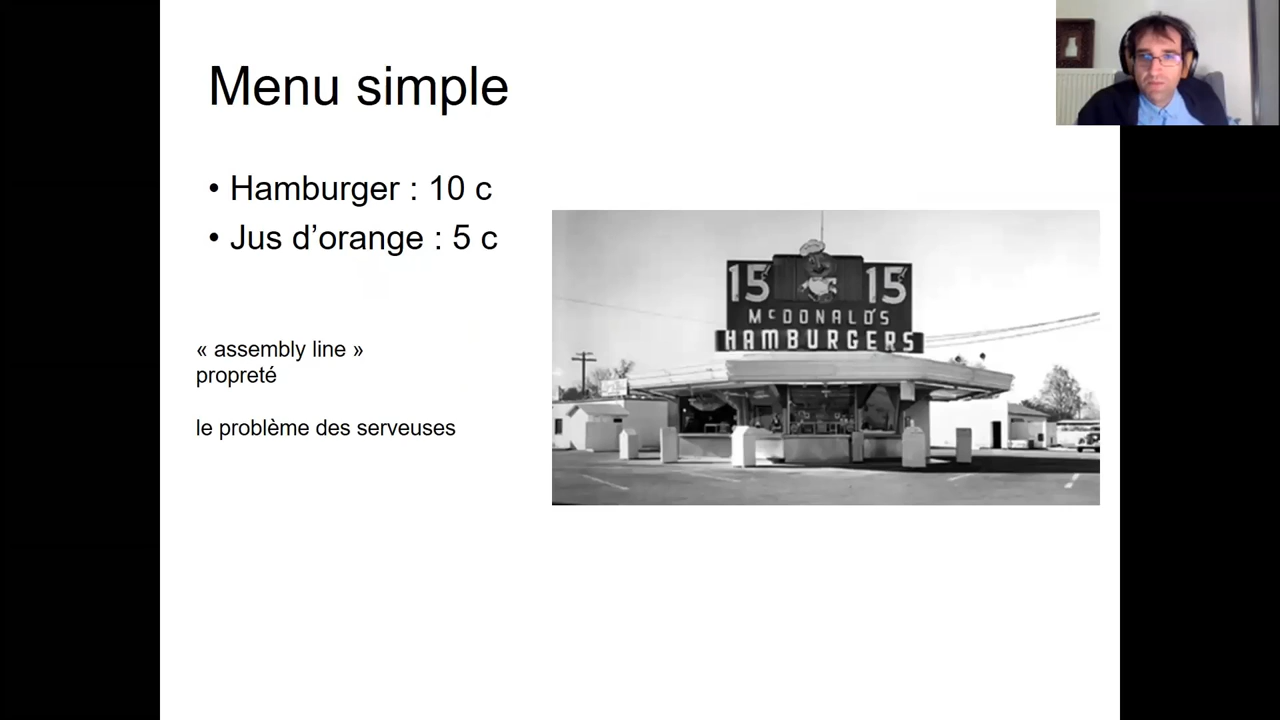 Menu simple
• Hamburger : 10 c
• Jus d’orange : 5 c
« assembly line »
propreté
le problème des serveuses
15¢ 15¢
McDONALD'S
HAMBURGERS